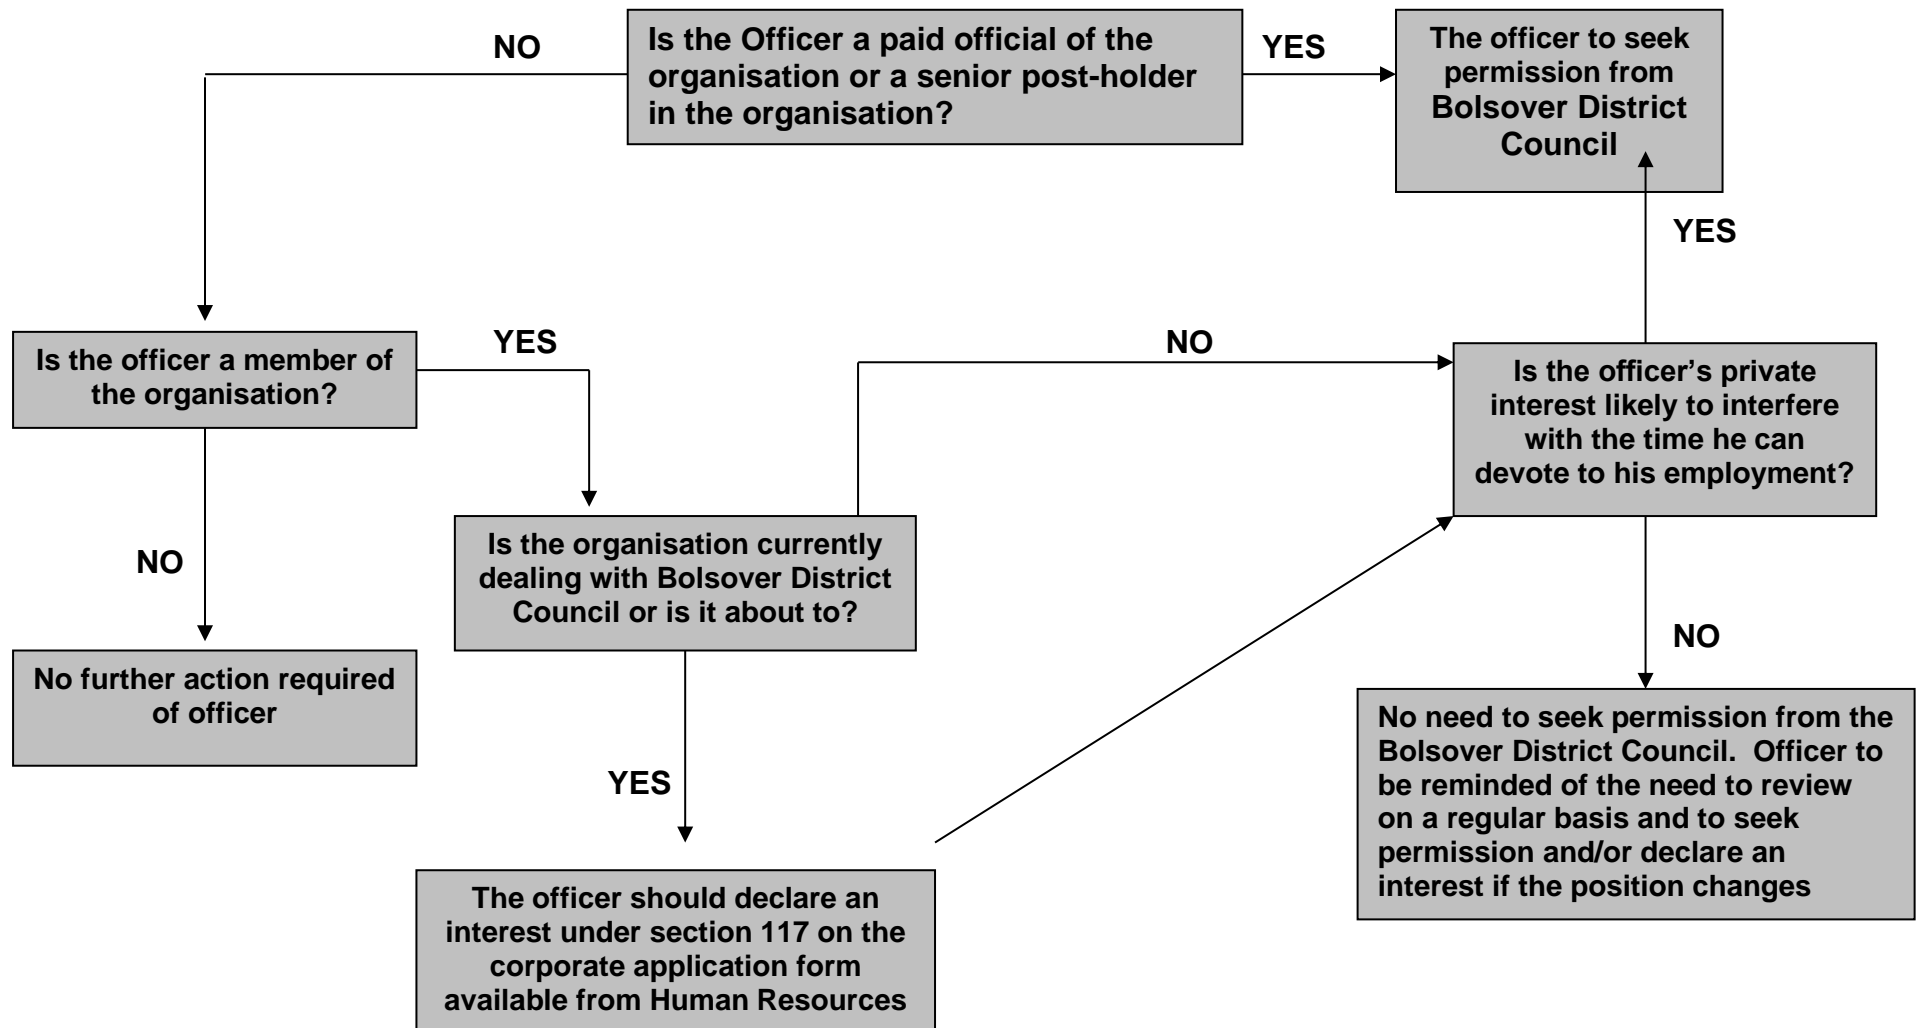 NO
Is the Officer a paid official of the
organisation or a senior post-holder
in the organisation?
YES
The officer to seek
permission from
Bolsover District
Council
YES
Is the officer a member of
the organisation?
YES
NO
Is the officer’s private
interest likely to interfere
with the time he can
devote to his employment?
NO
Is the organisation currently
dealing with Bolsover District
Council or is it about to?
NO
No further action required
of officer
YES
No need to seek permission from the
Bolsover District Council.  Officer to
be reminded of the need to review
on a regular basis and to seek
permission and/or declare an
interest if the position changes
The officer should declare an
interest under section 117 on the
corporate application form
available from Human Resources